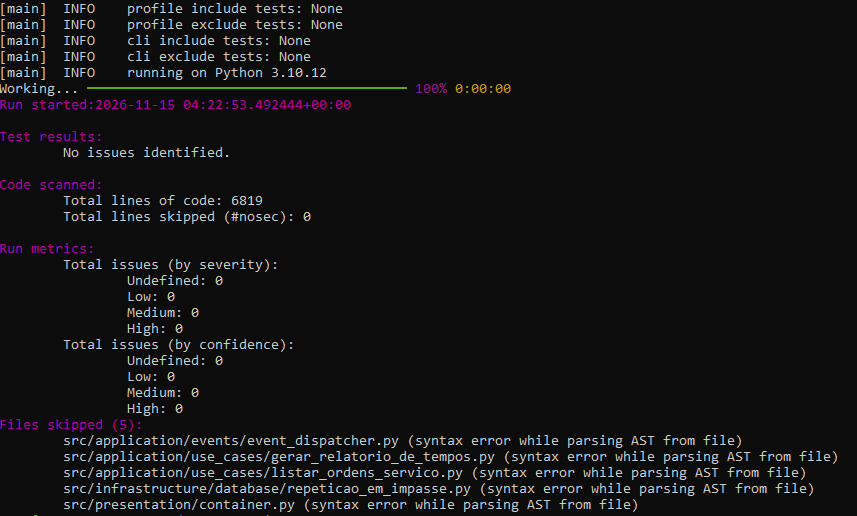 [main]  INFO    profile include tests: None
[main]  INFO    profile exclude tests: None
[main]  INFO    cli include tests: None
[main]  INFO    cli exclude tests: None
[main]  INFO    running on Python 3.10.12
Working... 100% 0:00:00
Run started:2026-11-15 04:22:53.492444+00:00
Test results:
No issues identified.
Code scanned:
Total lines of code: 6819
Total lines skipped (#nosec): 0
Run metrics:
Total issues (by severity):
Undefined: 0
Low: 0
Medium: 0
High: 0
Total issues (by confidence):
Undefined: 0
Low: 0
Medium: 0
High: 0
Files skipped (5):
src/application/events/event_dispatcher.py (syntax error while parsing AST from file)
src/application/use_cases/gerar_relatorio_de_tempos.py (syntax error while parsing AST from file)
src/application/use_cases/listar_ordens_servico.py (syntax error while parsing AST from file)
src/infrastructure/database/repeticao_em_impasse.py (syntax error while parsing AST from file)
src/presentation/container.py (syntax error while parsing AST from file)